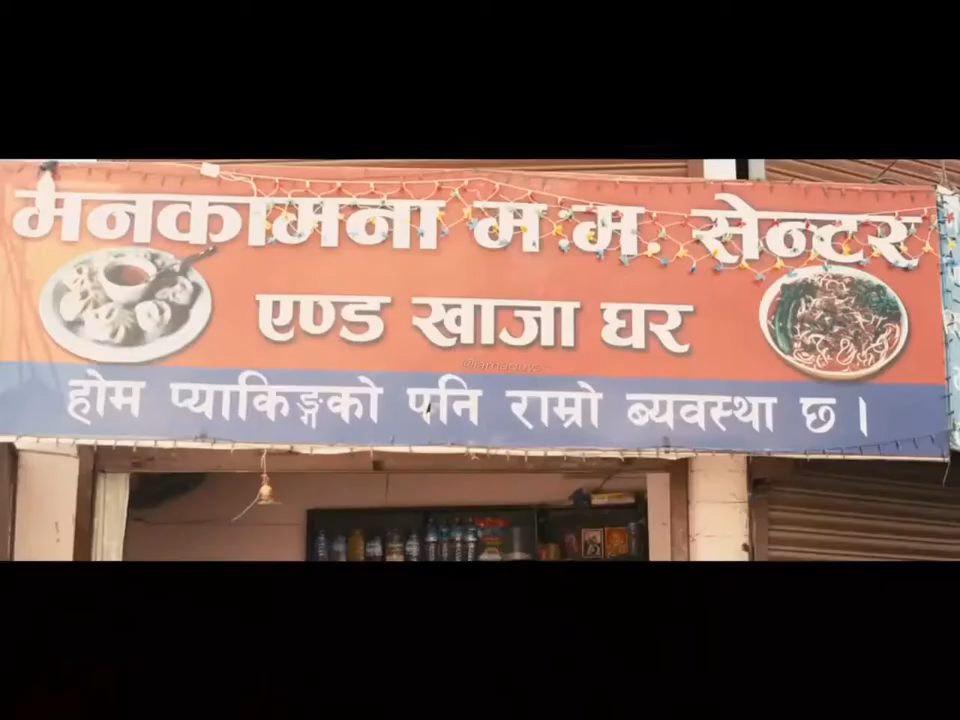 मनकामना म म. सेन्टर
एण्ड खाजा घर
होम प्याकिङ्गको पनि राम्रो ब्यवस्था छ ।